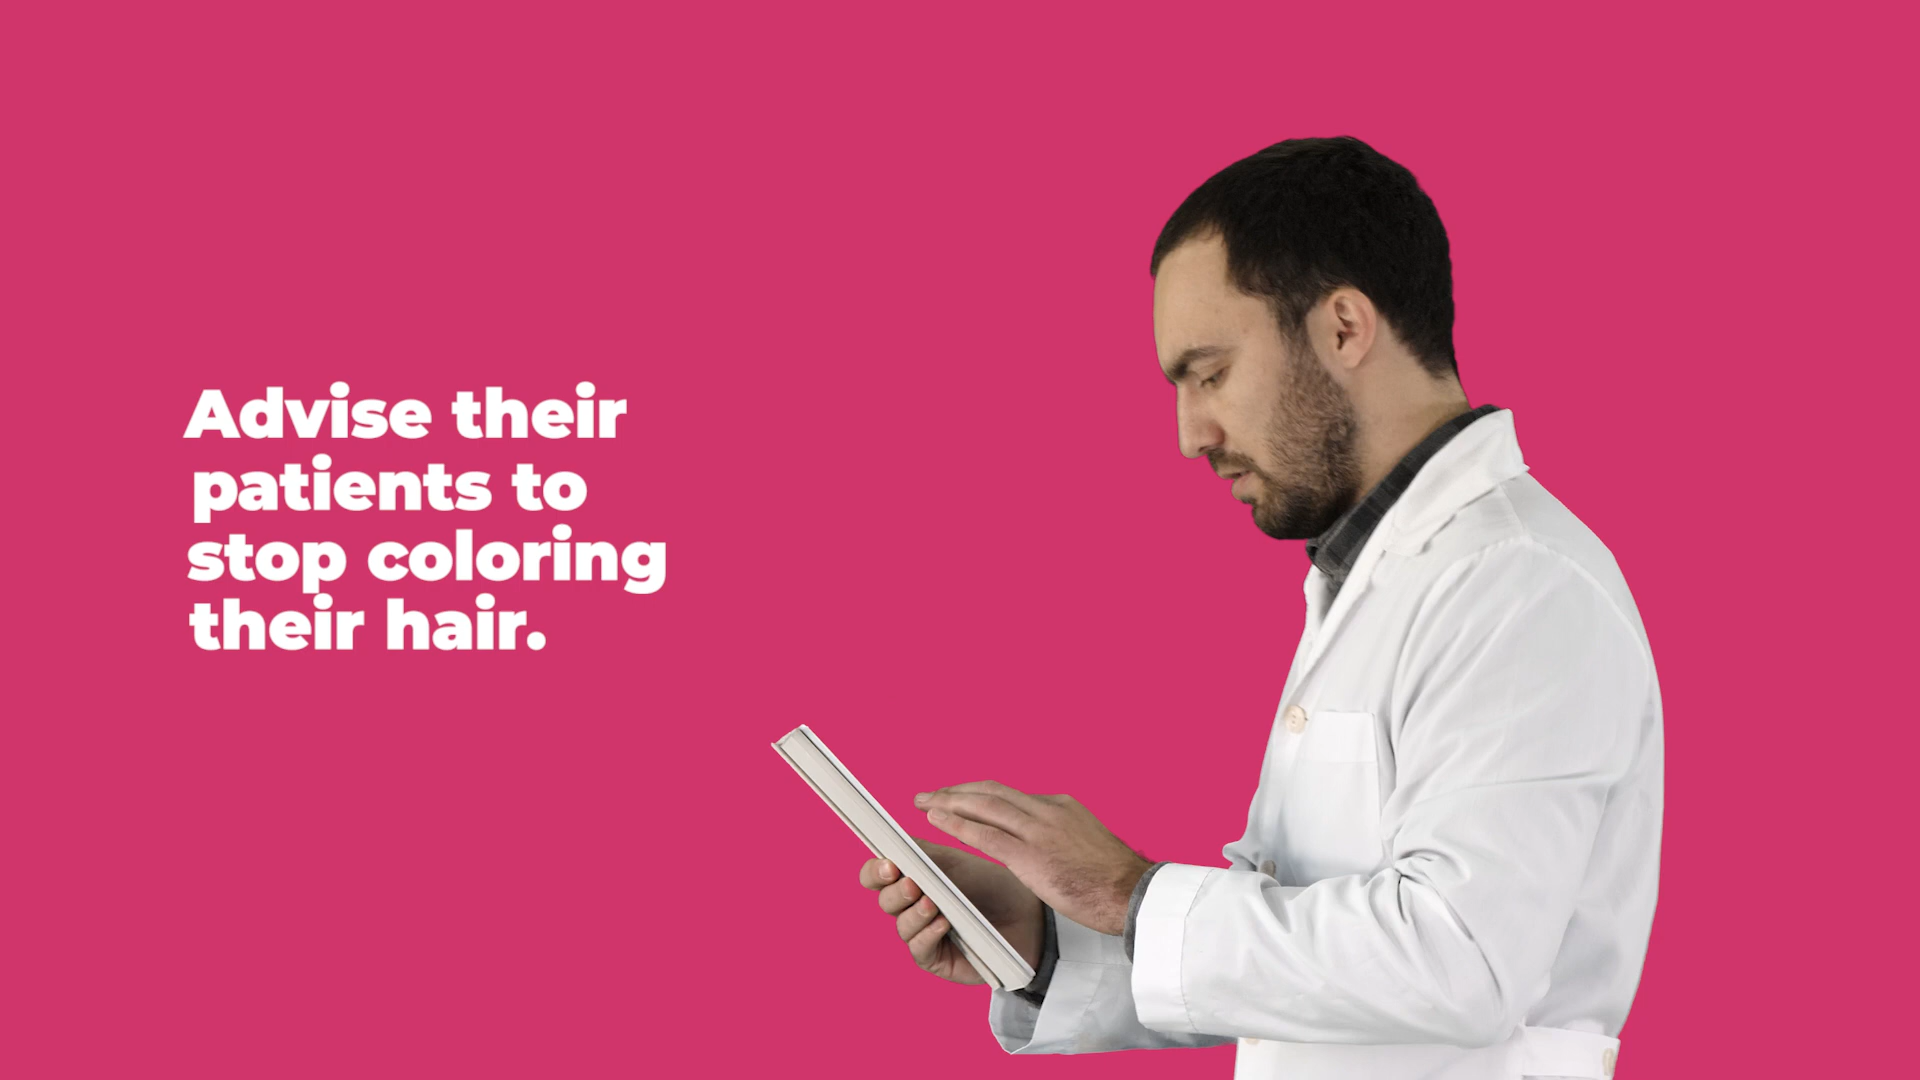 Advise their
patients to
stop coloring
their hair.